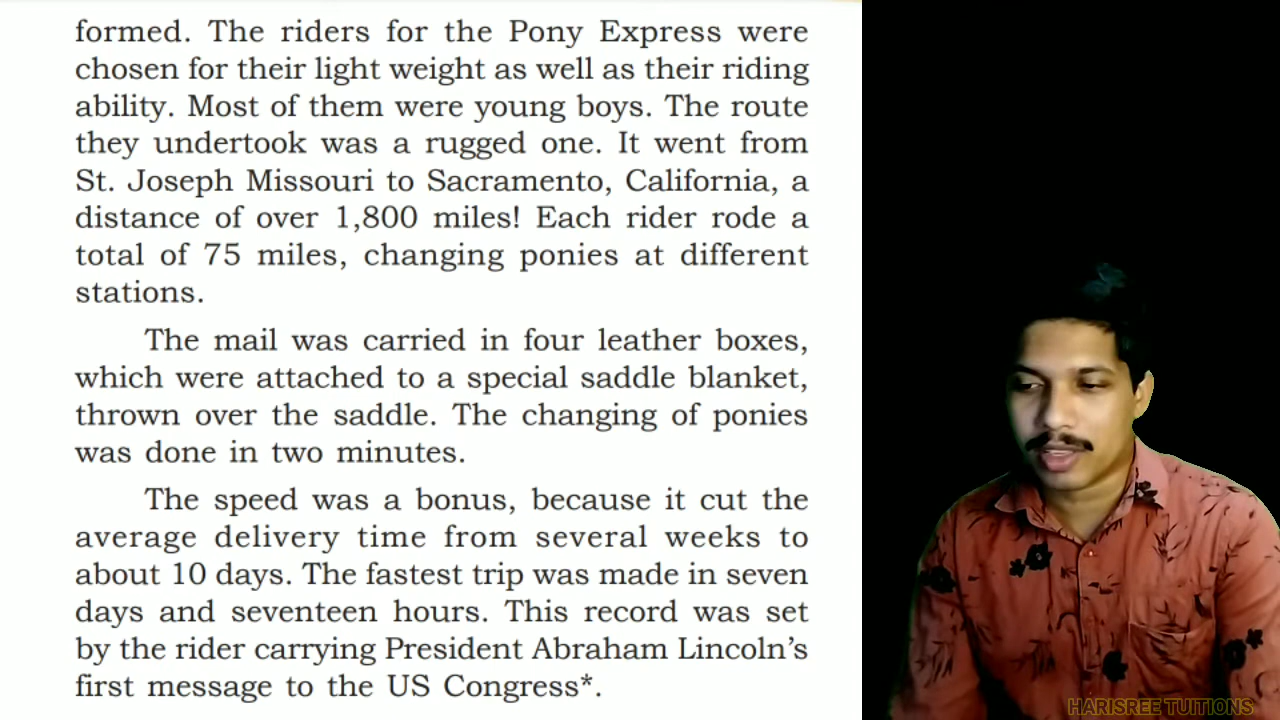 formed. The riders for the Pony Express were
chosen for their light weight as well as their riding
ability. Most of them were young boys. The route
they undertook was a rugged one. It went from
St. Joseph Missouri to Sacramento, California, a
distance of over 1,800 miles! Each rider rode a
total of 75 miles, changing ponies at different
stations.
The mail was carried in four leather boxes,
which were attached to a special saddle blanket,
thrown over the saddle. The changing of ponies
was done in two minutes.
The speed was a bonus, because it cut the
average delivery time from several weeks to
about 10 days. The fastest trip was made in seven
days and seventeen hours. This record was set
by the rider carrying President Abraham Lincoln's
first message to the US Congress*.
HARISREE TUITIONS